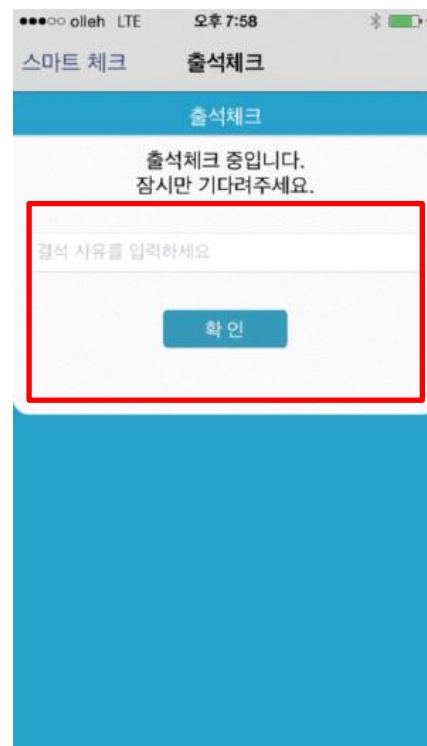 olleh LTE 오후 7:58
스마트 체크 출석체크
출석체크
출석체크 중입니다.
잠시만 기다려주세요.
결석 사유를 입력하세요
확인